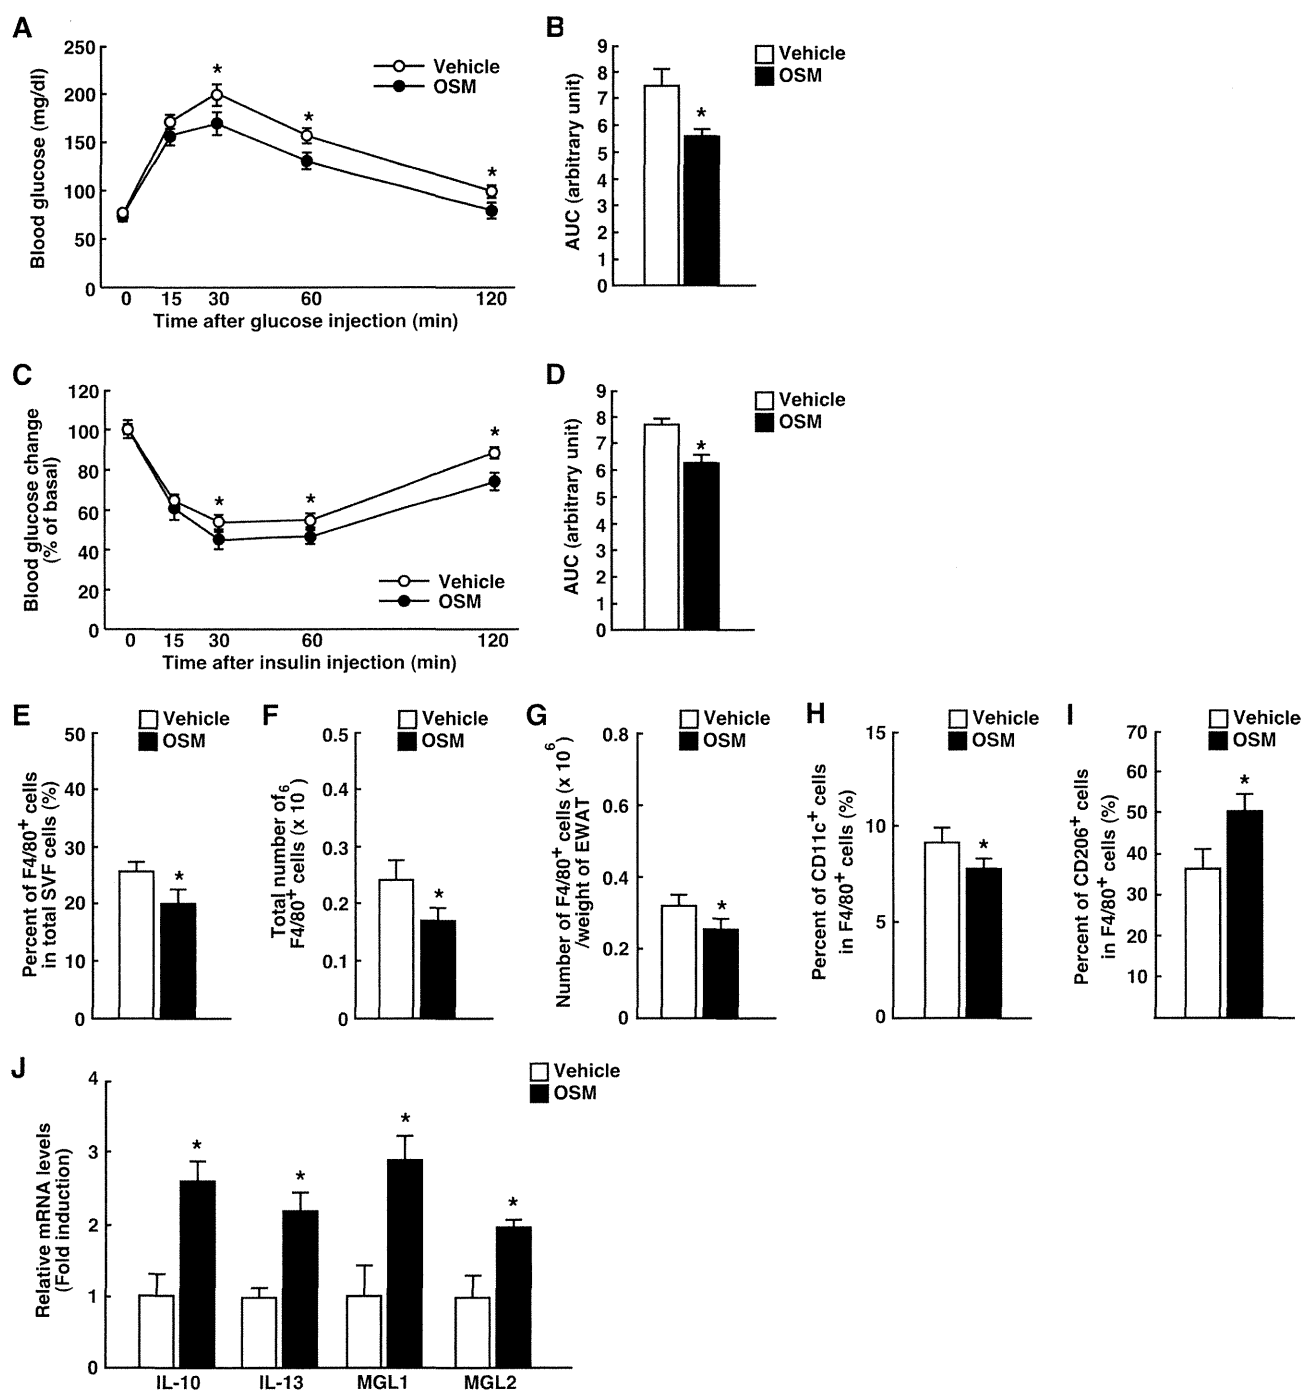 A
Blood glucose (mg/dl)
250
200
150
100
50
0
* * *
Vehicle
OSM
0 15 30 60 120
Time after glucose injection (min)
B
AUC (arbitrary unit)
9
8
7
6
5
4
3
2
1
0
*
Vehicle
OSM
C
Blood glucose change
(% of basal)
120
100
80
60
40
20
0
* * *
Vehicle
OSM
0 15 30 60 120
Time after insulin injection (min)
D
AUC (arbitrary unit)
9
8
7
6
5
4
3
2
1
0
*
Vehicle
OSM
E
Percent of F4/80+ cells
in total SVF cells (%)
50
40
30
20
10
0
*
Vehicle
OSM
F
Total number of
F4/80+ cells (x 10 6)
0.5
0.4
0.3
0.2
0.1
0
*
Vehicle
OSM
G
Number of F4/80+ cells (x 10 6)
/weight of EWAT
0.8
0.6
0.4
0.2
0
*
Vehicle
OSM
H
Percent of CD11c+ cells
in F4/80+ cells (%)
15
10
5
0
*
Vehicle
OSM
I
Percent of CD206+ cells
in F4/80+ cells (%)
70
60
50
40
30
20
10
*
Vehicle
OSM
J
Relative mRNA levels
(Fold induction)
4
3
2
1
0
* * * *
Vehicle
OSM
IL-10 IL-13 MGL1 MGL2